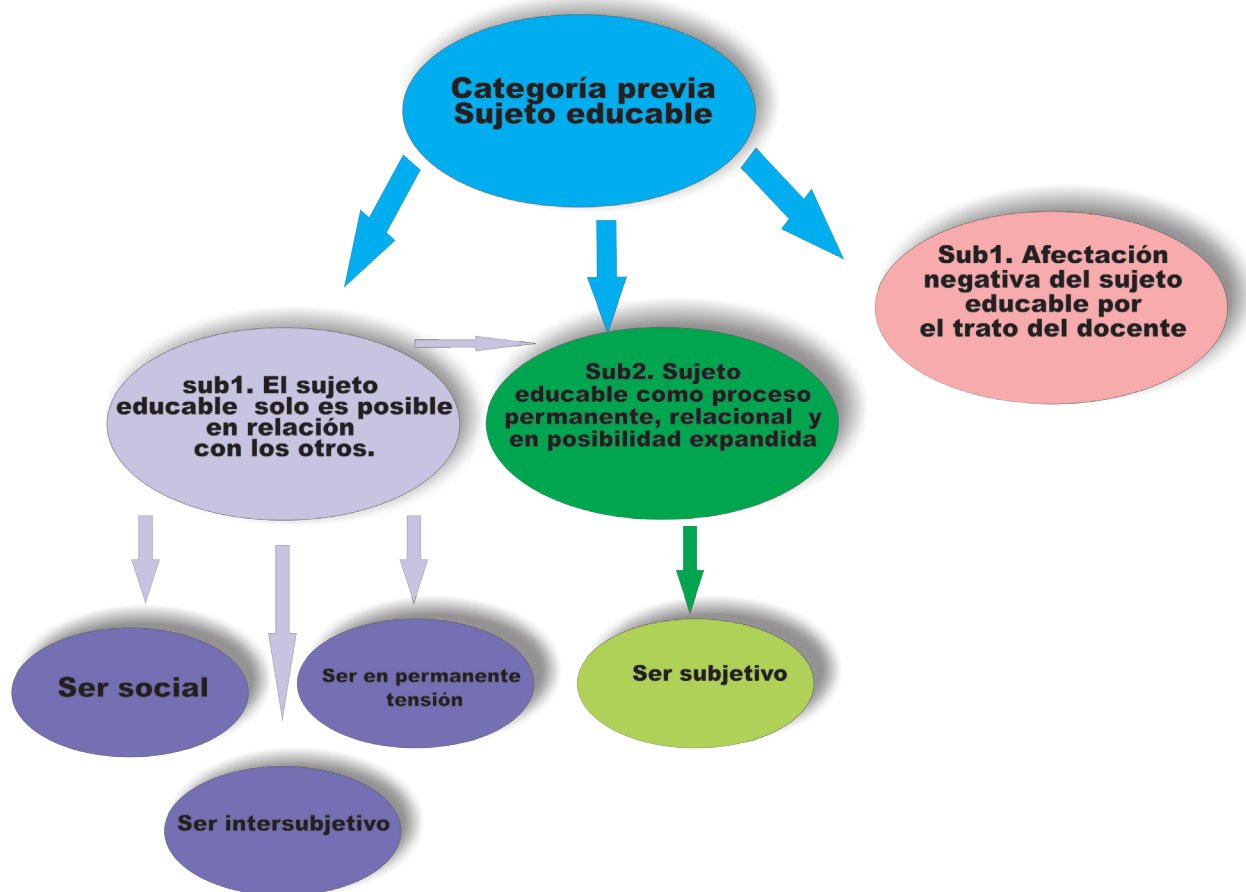 Categoría previa
Sujeto educable
Sub1. Afectación
negativa del sujeto
educable por
el trato del docente
sub1. El sujeto
educable solo es posible
en relación
con los otros.
Sub2. Sujeto
educable como proceso
permanente, relacional y
en posibilidad expandida
Ser social
Ser en permanente
tensión
Ser subjetivo
Ser intersubjetivo